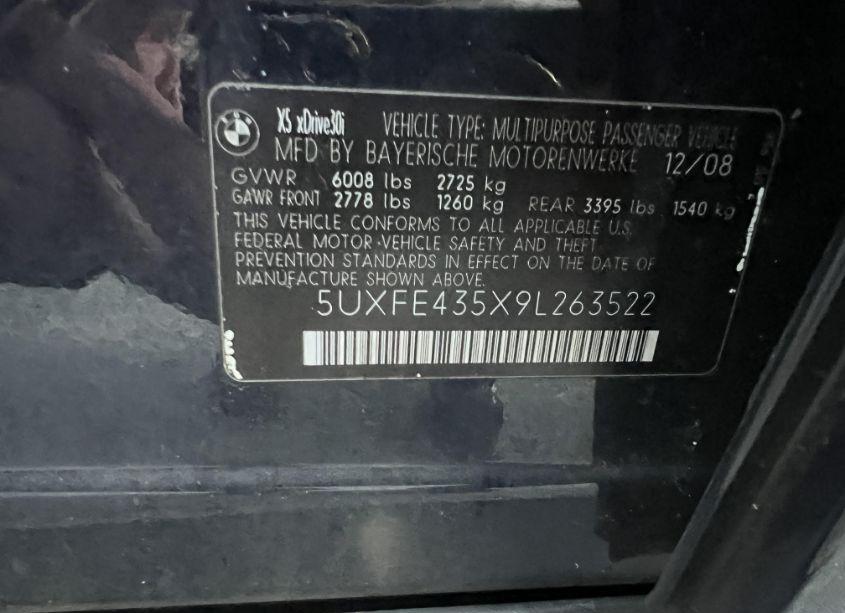 X5 xDrive30i VEHICLE TYPE: MULTIPURPOSE PASSENGER VEHICLE
MFD BY BAYERISCHE MOTORENWERKE 12/08
GVWR 6008 lbs 2725 kg
GAWR FRONT 2778 lbs 1260 kg REAR 3395 lbs 1540 kg
THIS VEHICLE CONFORMS TO ALL APPLICABLE U.S.
FEDERAL MOTOR VEHICLE SAFETY AND THEFT
PREVENTION STANDARDS IN EFFECT ON THE DATE OF
MANUFACTURE SHOWN ABOVE.
5UXFE435X9L263522